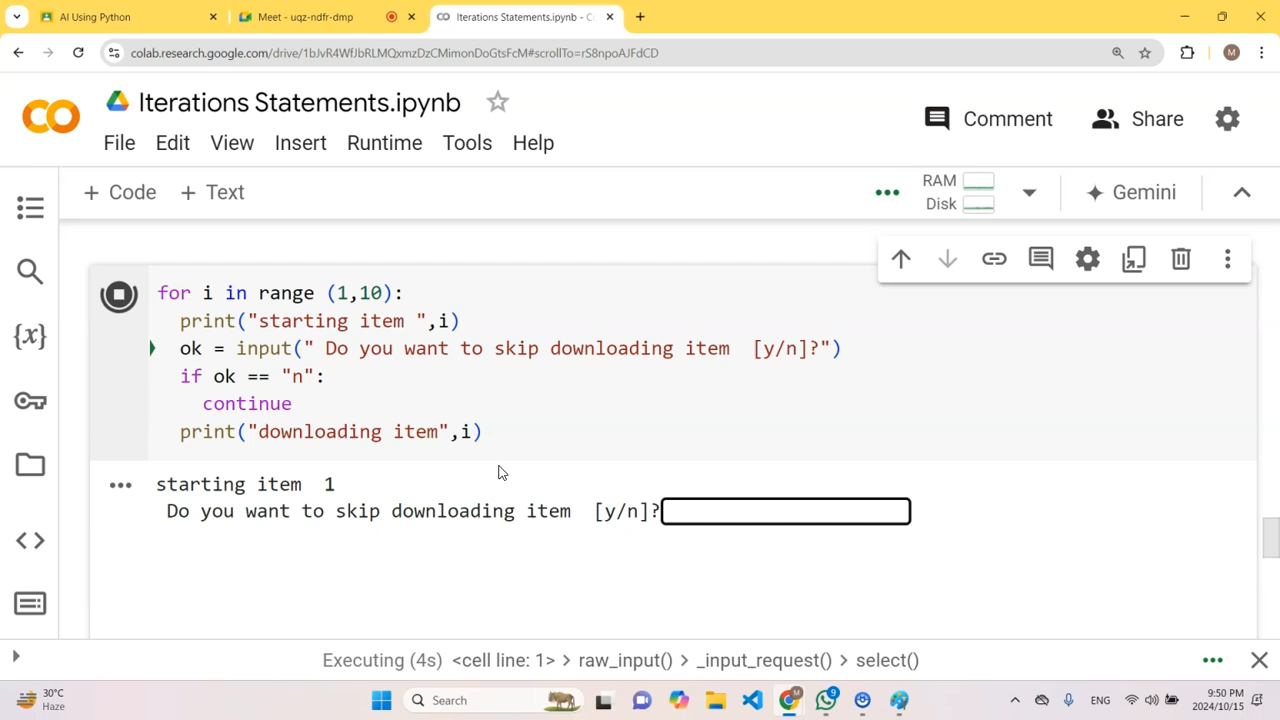 AI Using Python
Meet - uqz-ndfr-dmp
Iterations Statements.ipynb - C
colab.research.google.com/drive/1bJvR4WfJbRLMQxmzDzCMimonDoGtsFcM#scrollTo=rS8npoAJFdCD
M
CO
Iterations Statements.ipynb
Comment
Share
File Edit View Insert Runtime Tools Help
+ Code + Text
RAM
Disk
Gemini
{x}
for i in range (1,10):
print("starting item ",i)
ok = input(" Do you want to skip downloading item  [y/n]?")
if ok == "n":
continue
print("downloading item",i)
starting item  1
Do you want to skip downloading item  [y/n]?
Executing (4s) <cell line: 1> > raw_input() > _input_request() > select()
30°C
Haze
Search
M
9
ENG
9:50 PM
2024/10/15